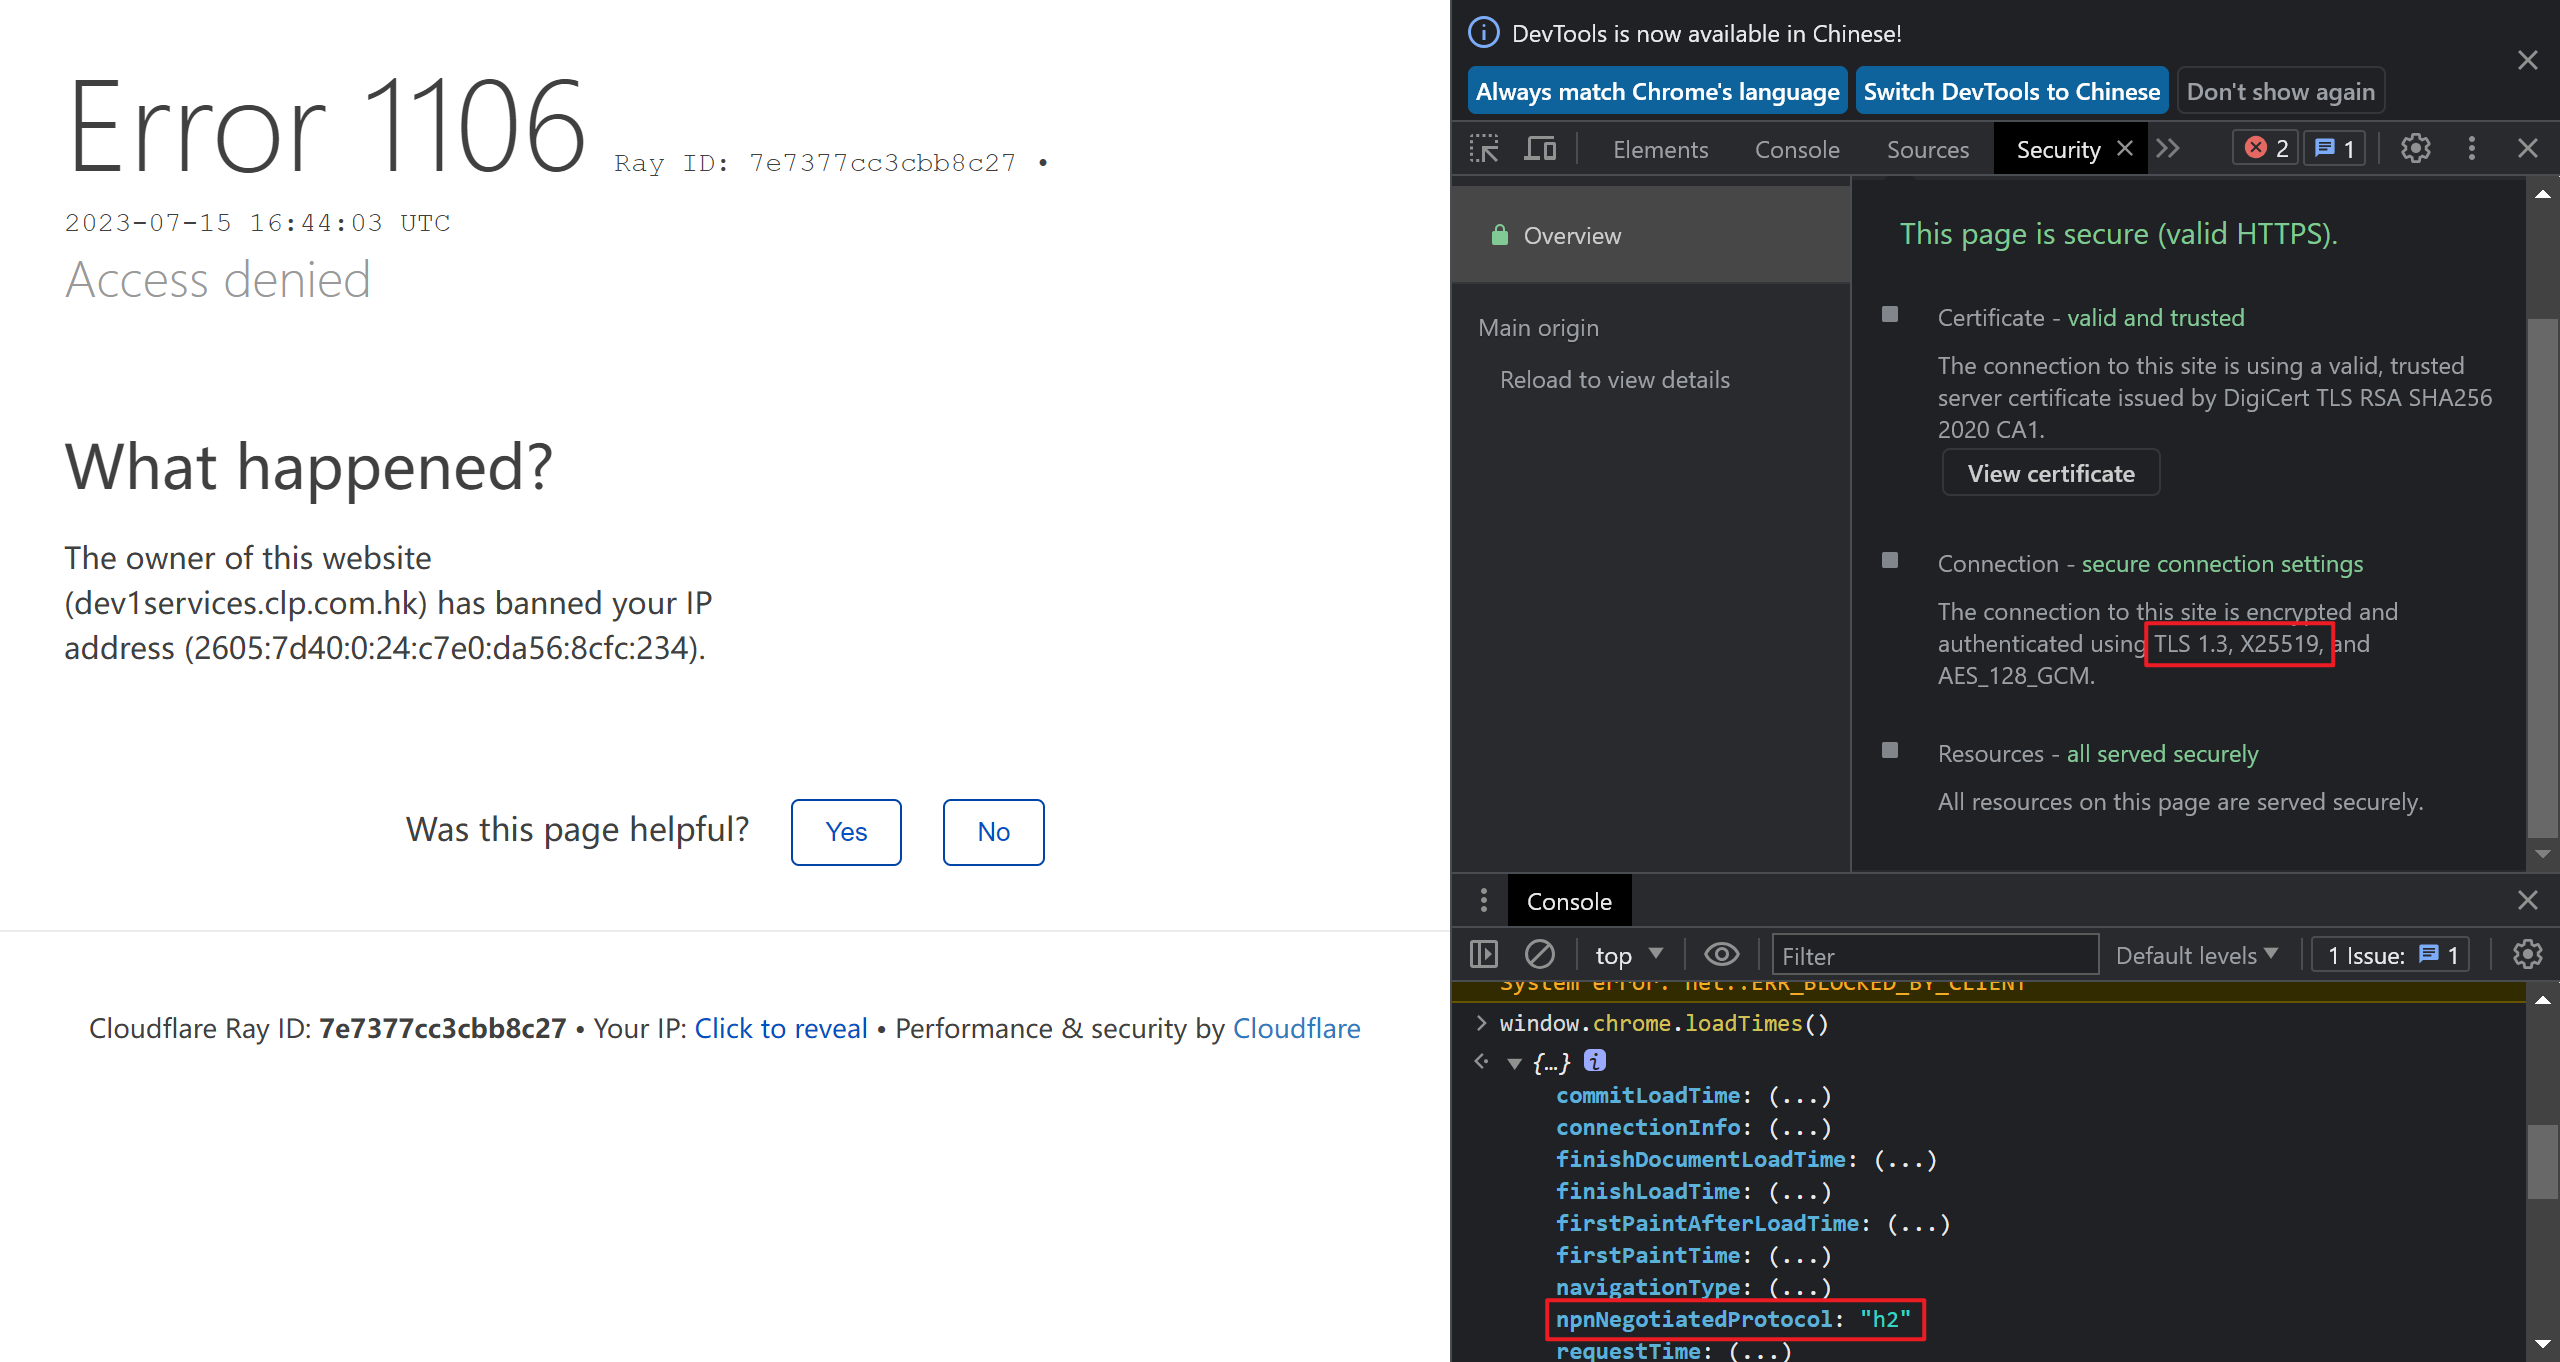 Error 1106 Ray ID: 7e7377cc3cbb8c27 •
2023-07-15 16:44:03 UTC
Access denied
What happened?
The owner of this website
(dev1services.clp.com.hk) has banned your IP
address (2605:7d40:0:24:c7e0:da56:8cfc:234).
Was this page helpful? Yes No
Cloudflare Ray ID: 7e7377cc3cbb8c27 • Your IP: Click to reveal • Performance & security by Cloudflare
DevTools is now available in Chinese!
Always match Chrome's language Switch DevTools to Chinese Don't show again
Elements Console Sources Security 2 1
Overview
Main origin
Reload to view details
This page is secure (valid HTTPS).
Certificate - valid and trusted
The connection to this site is using a valid, trusted
server certificate issued by DigiCert TLS RSA SHA256
2020 CA1.
View certificate
Connection - secure connection settings
The connection to this site is encrypted and
authenticated using TLS 1.3, X25519, and
AES_128_GCM.
Resources - all served securely
All resources on this page are served securely.
Console
top Filter Default levels 1 Issue: 1
System error: net::ERR_BLOCKED_BY_CLIENT
window.chrome.loadTimes()
{…} i
commitLoadTime: (...)
connectionInfo: (...)
finishDocumentLoadTime: (...)
finishLoadTime: (...)
firstPaintAfterLoadTime: (...)
firstPaintTime: (...)
navigationType: (...)
npnNegotiatedProtocol: "h2"
requestTime: (...)